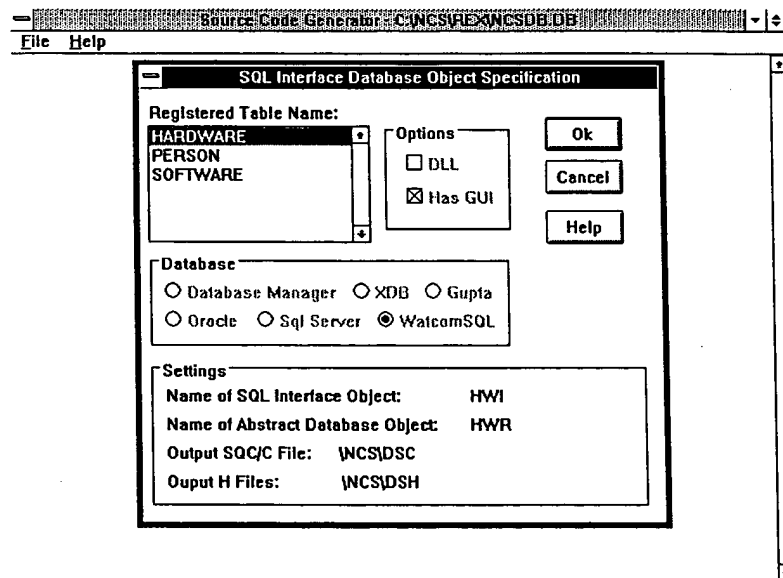 Source Code Generator - C:\NCS\REX\NCSDB.DB
File Help
SQL Interface Database Object Specification
Registered Table Name:
HARDWARE
PERSON
SOFTWARE
Options
DLL
Has GUI
Ok
Cancel
Help
Database
Database Manager XDB Gupta
Oracle Sql Server WatcomSQL
Settings
Name of SQL Interface Object: HWI
Name of Abstract Database Object: HWR
Output SQC/C File: \NCS\DSC
Ouput H Files: \NCS\DSH